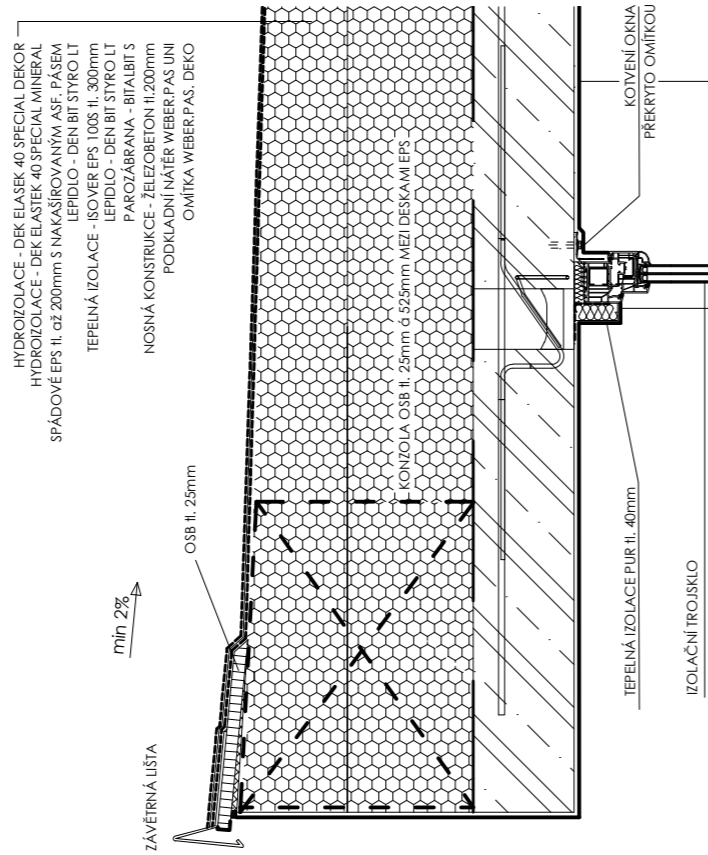 HYDROIZOLACE - DEK ELASEK 40 SPECIAL DEKOR
HYDROIZOLACE - DEK ELASTEK 40 SPECIAL MINERAL
SPÁDOVÉ EPS tl. až 200mm S NAKAŠÍROVANÝM ASF. PÁSEM
LEPIDLO - DEN BIT STYRO LT
TEPELNÁ IZOLACE - ISOVER EPS 100S tl. 300mm
LEPIDLO - DEN BIT STYRO LT
PAROZÁBRANA - BITALBIT S
NOSNÁ KONSTRUKCE - ŽELEZOBETON tl.200mm
PODKLADNÍ NÁTĚR WEBER.PAS UNI
OMÍTKA WEBER.PAS. DEKO
OSB tl. 25mm
min 2%
ZÁVĚTRNÁ LIŠTA
KONZOLA OSB tl. 25mm á 525mm MEZI DESKAMI EPS
KOTVENÍ OKNA
PŘEKRYTO OMÍTKOU
TEPELNÁ IZOLACE PUR tl. 40mm
IZOLAČNÍ TROJSKLO